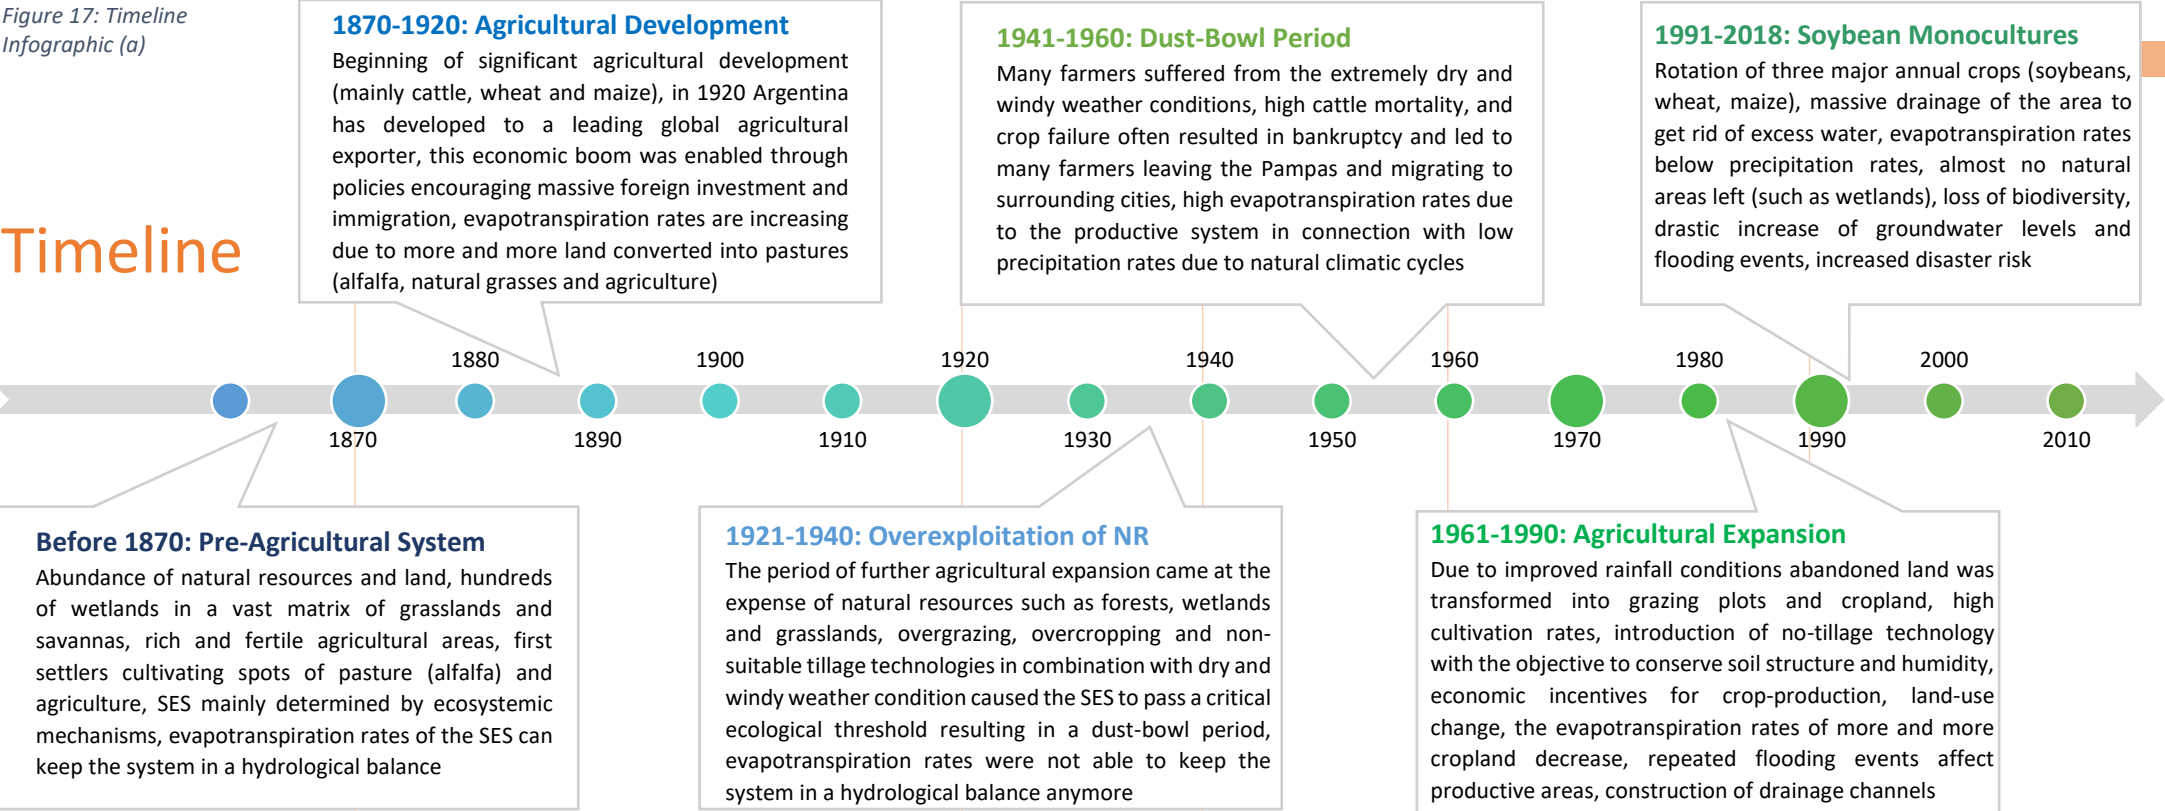 Figure 17: Timeline
Infographic (a)
Timeline
1870-1920: Agricultural Development
Beginning of significant agricultural development
(mainly cattle, wheat and maize), in 1920 Argentina
has developed to a leading global agricultural
exporter, this economic boom was enabled through
policies encouraging massive foreign investment and
immigration, evapotranspiration rates are increasing
due to more and more land converted into pastures
(alfalfa, natural grasses and agriculture)
1941-1960: Dust-Bowl Period
Many farmers suffered from the extremely dry and
windy weather conditions, high cattle mortality, and
crop failure often resulted in bankruptcy and led to
many farmers leaving the Pampas and migrating to
surrounding cities, high evapotranspiration rates due
to the productive system in connection with low
precipitation rates due to natural climatic cycles
1991-2018: Soybean Monocultures
Rotation of three major annual crops (soybeans,
wheat, maize), massive drainage of the area to
get rid of excess water, evapotranspiration rates
below precipitation rates, almost no natural
areas left (such as wetlands), loss of biodiversity,
drastic increase of groundwater levels and
flooding events, increased disaster risk
1880
1900
1920
1940
1960
1980
2000
1870
1890
1910
1930
1950
1970
1990
2010
Before 1870: Pre-Agricultural System
Abundance of natural resources and land, hundreds
of wetlands in a vast matrix of grasslands and
savannas, rich and fertile agricultural areas, first
settlers cultivating spots of pasture (alfalfa) and
agriculture, SES mainly determined by ecosystemic
mechanisms, evapotranspiration rates of the SES can
keep the system in a hydrological balance
1921-1940: Overexploitation of NR
The period of further agricultural expansion came at the
expense of natural resources such as forests, wetlands
and grasslands, overgrazing, overcropping and non-
suitable tillage technologies in combination with dry and
windy weather condition caused the SES to pass a critical
ecological threshold resulting in a dust-bowl period,
evapotranspiration rates were not able to keep the
system in a hydrological balance anymore
1961-1990: Agricultural Expansion
Due to improved rainfall conditions abandoned land was
transformed into grazing plots and cropland, high
cultivation rates, introduction of no-tillage technology
with the objective to conserve soil structure and humidity,
economic incentives for crop-production, land-use
change, the evapotranspiration rates of more and more
cropland decrease, repeated flooding events affect
productive areas, construction of drainage channels